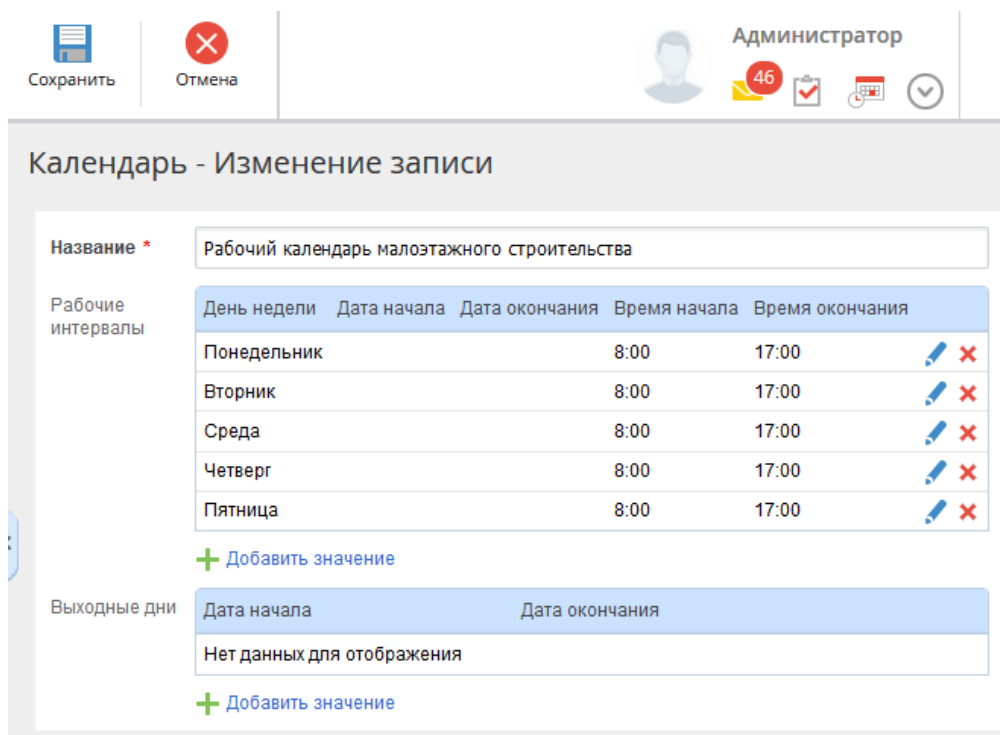 Администратор
46
Сохранить Отмена
Календарь - Изменение записи
Название * Рабочий календарь малоэтажного строительства
Рабочие интервалы
День недели Дата начала Дата окончания Время начала Время окончания
Понедельник 8:00 17:00
Вторник 8:00 17:00
Среда 8:00 17:00
Четверг 8:00 17:00
Пятница 8:00 17:00
Добавить значение
Выходные дни Дата начала Дата окончания
Нет данных для отображения
Добавить значение